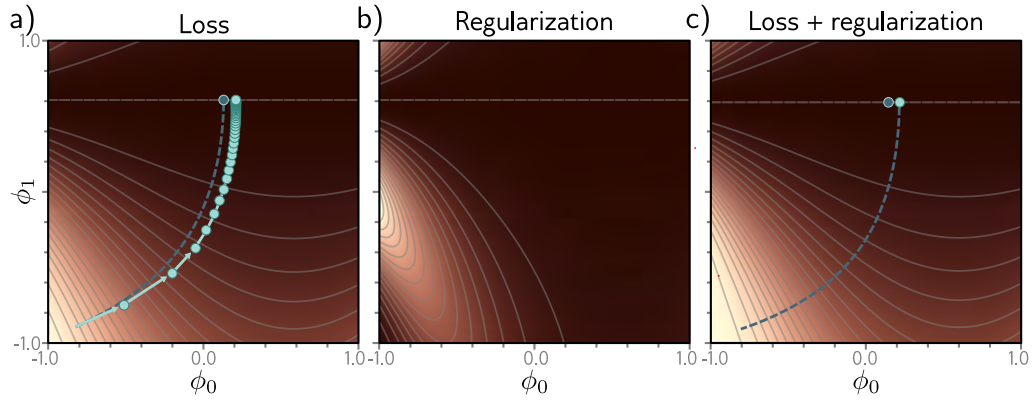 a) Loss
b) Regularization
c) Loss + regularization
1.0
ϕ₁
-1.0
-1.0 0.0 1.0
-1.0 0.0 1.0
-1.0 0.0 1.0
ϕ₀
ϕ₀
ϕ₀